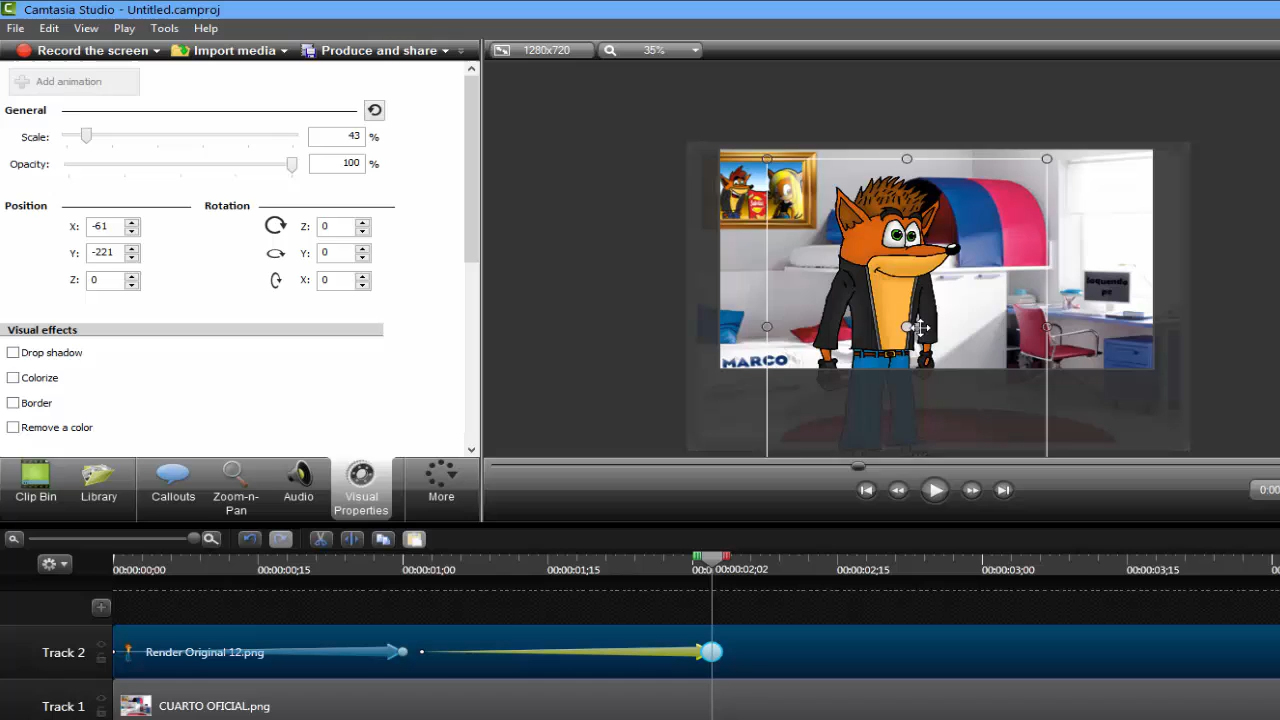 Camtasia Studio - Untitled.camproj
File Edit View Play Tools Help
Record the screen Import media Produce and share 1280x720 35%
Add animation
General
Scale: 43 %
Opacity: 100 %
Position Rotation
X: -61 Z: 0
Y: -221 Y: 0
Z: 0 X: 0
Visual effects
Drop shadow
Colorize
Border
Remove a color
loquendo
pc
MARCO
Clip Bin Library Callouts Zoom-n-Pan Audio Visual Properties More
0:00
00:00:00;00 00:00:00;15 00:00:01;00 00:00:01;15 00:00:02;02 00:00:02;15 00:00:03;00 00:00:03;15
Track 2 Render Original 12.png
Track 1 CUARTO OFICIAL.png